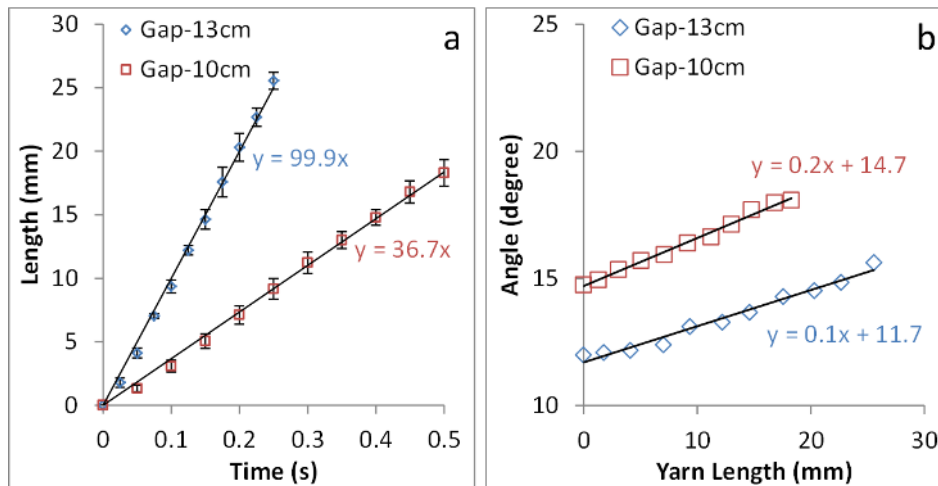 a
Gap-13cm
Gap-10cm
y = 99.9x
y = 36.7x
Length (mm)
30
25
20
15
10
5
0
0 0.1 0.2 0.3 0.4 0.5
Time (s)
b
Gap-13cm
Gap-10cm
y = 0.2x + 14.7
y = 0.1x + 11.7
Angle (degree)
25
20
15
10
0 10 20 30
Yarn Length (mm)